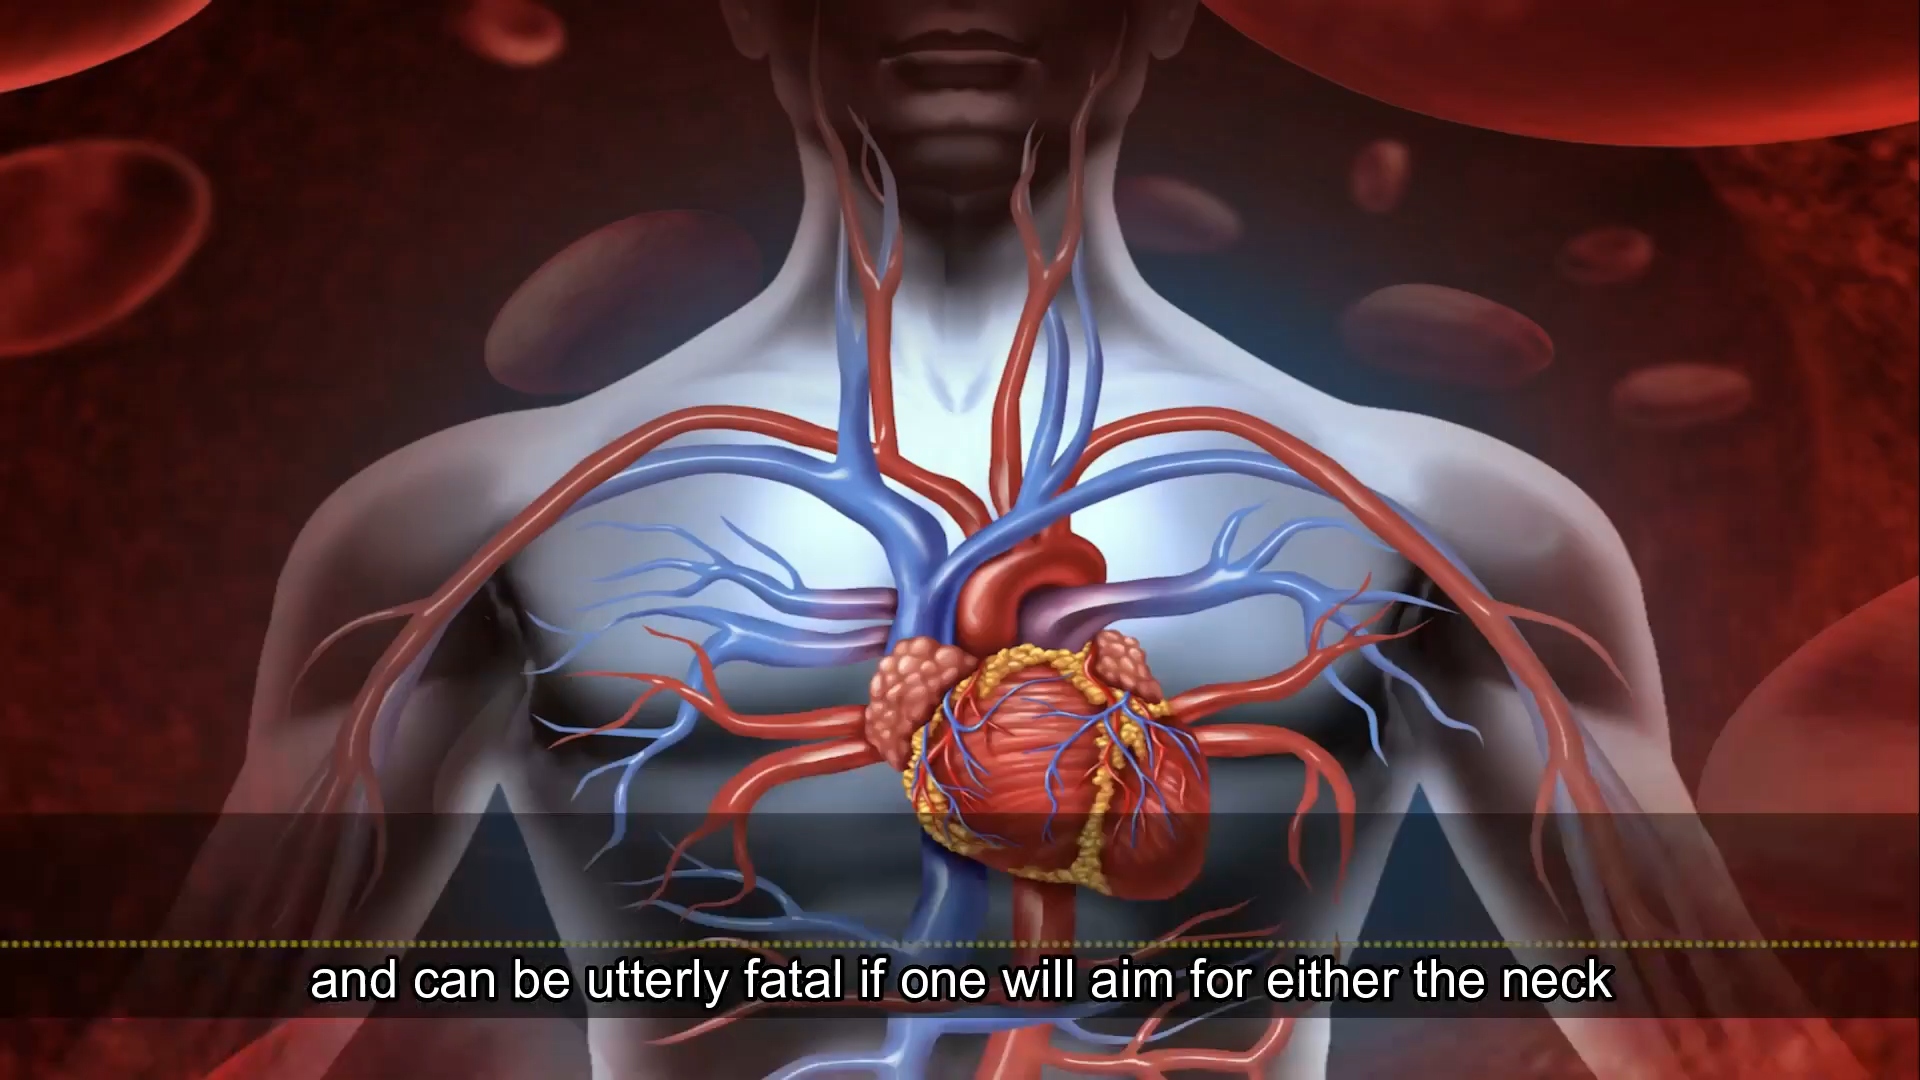 and can be utterly fatal if one will aim for either the neck